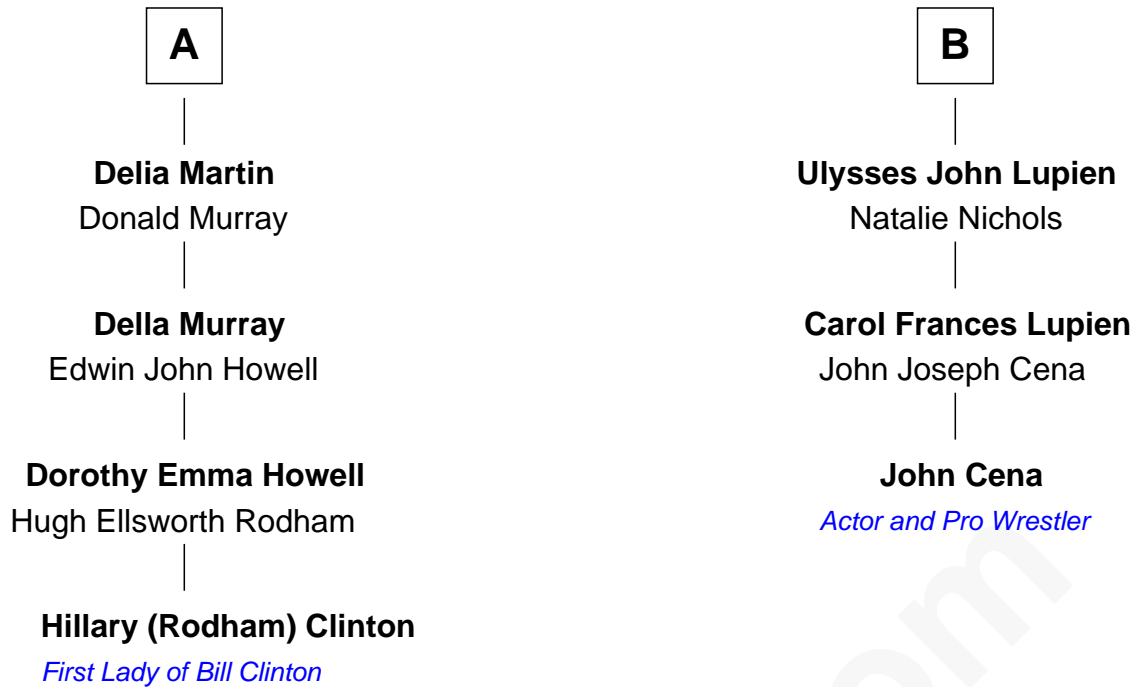 A
Delia Martin
Donald Murray
Della Murray
Edwin John Howell
Dorothy Emma Howell
Hugh Ellsworth Rodham
Hillary (Rodham) Clinton
First Lady of Bill Clinton
B
Ulysses John Lupien
Natalie Nichols
Carol Frances Lupien
John Joseph Cena
John Cena
Actor and Pro Wrestler